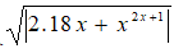 √|2.18x + x^{2x+1}|